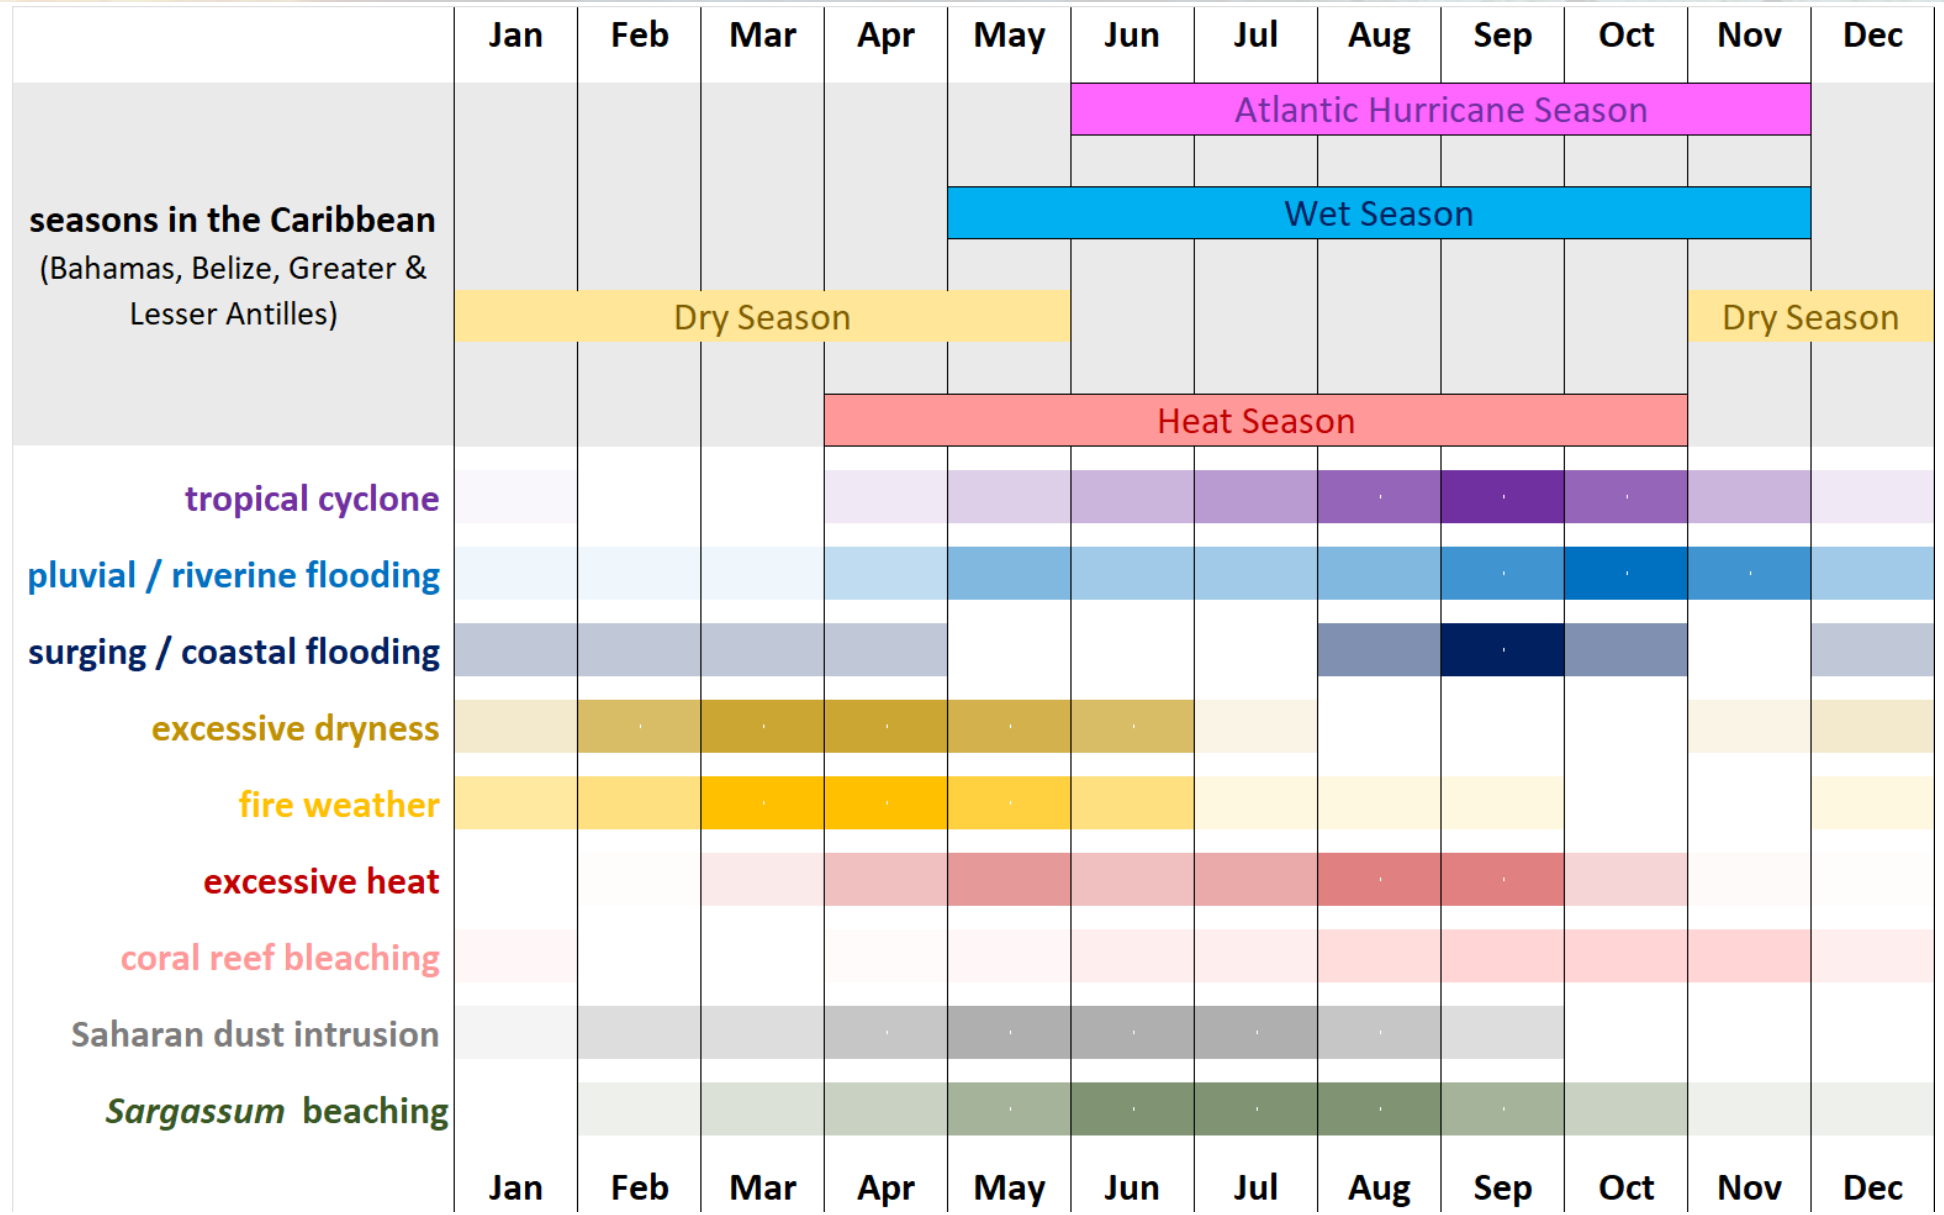 Jan Feb Mar Apr May Jun Jul Aug Sep Oct Nov Dec
Atlantic Hurricane Season
Wet Season
seasons in the Caribbean
(Bahamas, Belize, Greater &
Lesser Antilles)
Dry Season Dry Season
Heat Season
tropical cyclone
pluvial / riverine flooding
surging / coastal flooding
excessive dryness
fire weather
excessive heat
coral reef bleaching
Saharan dust intrusion
Sargassum beaching
Jan Feb Mar Apr May Jun Jul Aug Sep Oct Nov Dec